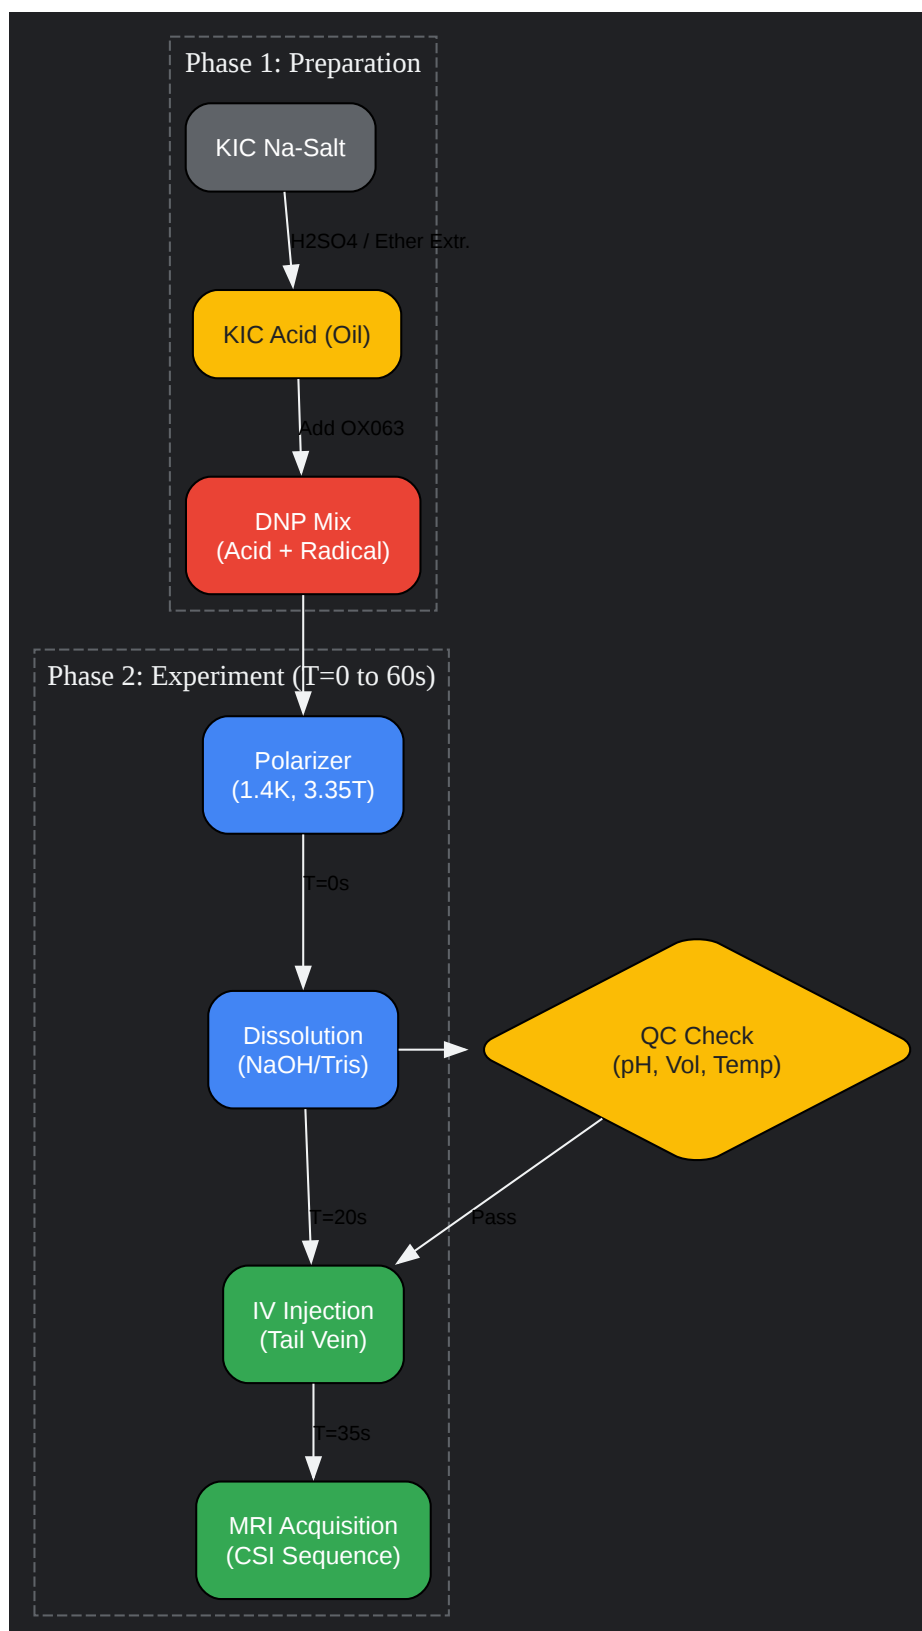 Phase 1: Preparation
KIC Na-Salt
H2SO4 / Ether Extr.
KIC Acid (Oil)
Add OX063
DNP Mix
(Acid + Radical)
Phase 2: Experiment (T=0 to 60s)
Polarizer
(1.4K, 3.35T)
T=0s
Dissolution
(NaOH/Tris)
QC Check
(pH, Vol, Temp)
T=20s
Pass
IV Injection
(Tail Vein)
T=35s
MRI Acquisition
(CSI Sequence)